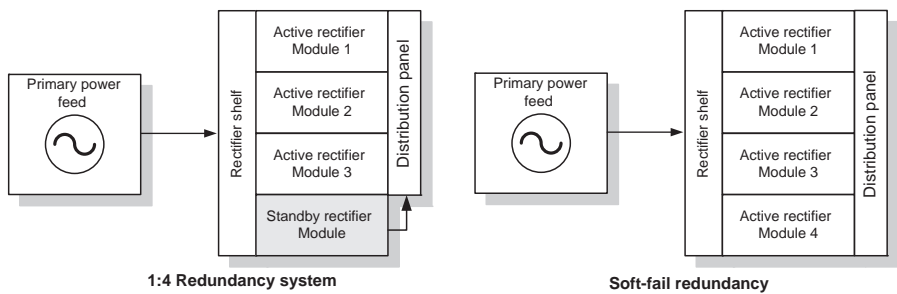 Primary power
feed
Rectifier shelf
Active rectifier
Module 1
Active rectifier
Module 2
Active rectifier
Module 3
Standby rectifier
Module
Distribution panel
1:4 Redundancy system
Primary power
feed
Rectifier shelf
Active rectifier
Module 1
Active rectifier
Module 2
Active rectifier
Module 3
Active rectifier
Module 4
Distribution panel
Soft-fail redundancy